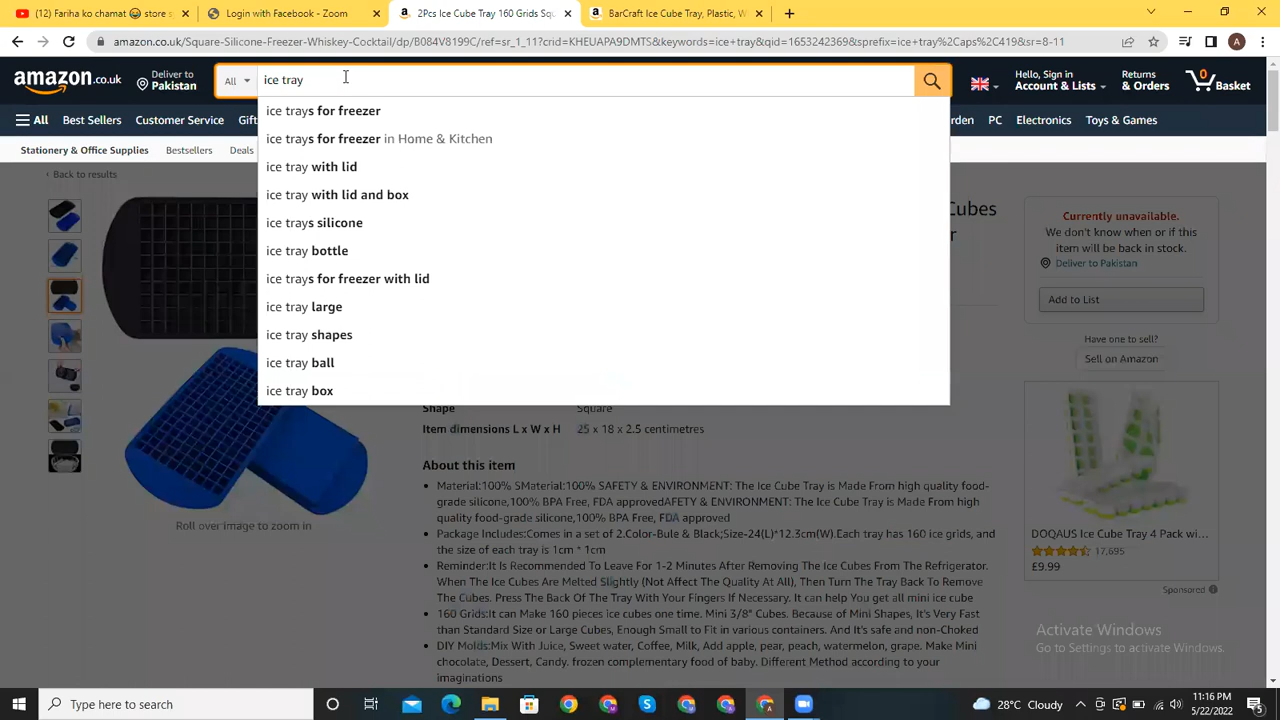 (2) Fariha ko kamyab 😂 store s
Login with Facebook - Zoom
2Pcs Ice Cube Tray 160 Grids Squ
BarCraft Ice Cube Tray, Plastic, W
amazon.co.uk/Square-Silicone-Freezer-Whiskey-Cocktail/dp/B084V8199C/ref=sr_1_11?crid=KHEUAPA9DMTS&keywords=ice+tray&qid=1653242369&sprefix=ice+tray%2Caps%2C419&sr=8-11
amazon.co.uk
Deliver to
Pakistan
All
ice tray
Hello, Sign in
Account & Lists
Returns
& Orders
0
Basket
All
Best Sellers
Customer Service
Gift
den
PC
Electronics
Toys & Games
Stationery & Office Supplies
Bestsellers
Deals
‹ Back to results
ice trays for freezer
ice trays for freezer in Home & Kitchen
ice tray with lid
ice tray with lid and box
ice trays silicone
ice tray bottle
ice trays for freezer with lid
ice tray large
ice tray shapes
ice tray ball
ice tray box
Cubes
r
Currently unavailable.
We don't know when or if this
item will be back in stock.
Deliver to Pakistan
Add to List
Have one to sell?
Sell on Amazon
Roll over image to zoom in
Shape Square
Item dimensions L x W x H 25 x 18 x 2.5 centimetres
About this item
• Material:100% SMaterial:100% SAFETY & ENVIRONMENT: The Ice Cube Tray is Made From high quality food-
grade silicone,100% BPA Free, FDA approvedAFETY & ENVIRONMENT: The Ice Cube Tray is Made From high
quality food-grade silicone,100% BPA Free, FDA approved
• Package Includes:Comes in a set of 2.Color-Bule & Black;Size-24(L)*12.3cm(W).Each tray has 160 ice grids, and
the size of each tray is 1cm * 1cm
• Reminder:It Is Recommended To Leave For 1-2 Minutes After Removing The Ice Cubes From The Refrigerator.
When The Ice Cubes Are Melted Slightly (Not Affect The Quality At All), Then Turn The Tray Back To Remove
The Cubes. Press The Back Of The Tray With Your Fingers If Necessary. It can help You get all mini ice cube
• 160 Grids:It can Make 160 pieces ice cubes one time. Mini 3/8" Cubes. Because of Mini Shapes, It's Very Fast
than Standard Size or Large Cubes, Enough Small to Fit in various containers. And It's safe and non-Choked
• DIY Molds:Mix With Juice, Sweet water, Coffee, Milk, Add apple, pear, peach, watermelon, grape. Make Mini
chocolate, Dessert, Candy. frozen complementary food of baby. Different Method according to your
imaginations
DOQAUS Ice Cube Tray 4 Pack wi...
17,695
£9.99
Sponsored
Activate Windows
Go to Settings to activate Windows.
Type here to search
28°C Cloudy
11:16 PM
5/22/2022